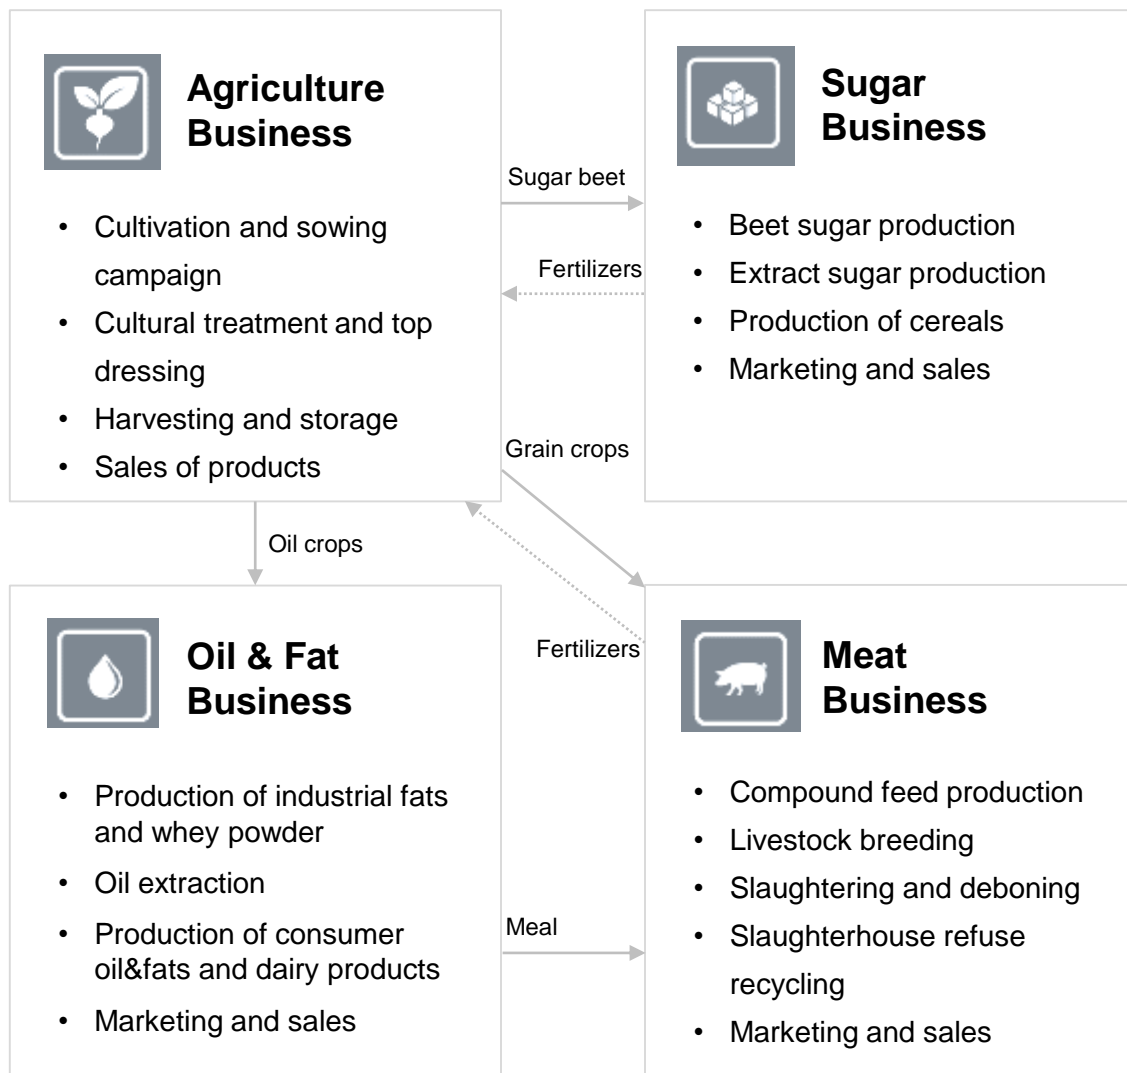 Agriculture
Business
• Cultivation and sowing
campaign
• Cultural treatment and top
dressing
• Harvesting and storage
• Sales of products
Sugar beet
Fertilizers
Sugar
Business
• Beet sugar production
• Extract sugar production
• Production of cereals
• Marketing and sales
Grain crops
Oil crops
Fertilizers
Oil & Fat
Business
• Production of industrial fats
and whey powder
• Oil extraction
• Production of consumer
oil&fats and dairy products
• Marketing and sales
Meal
Meat
Business
• Compound feed production
• Livestock breeding
• Slaughtering and deboning
• Slaughterhouse refuse
recycling
• Marketing and sales